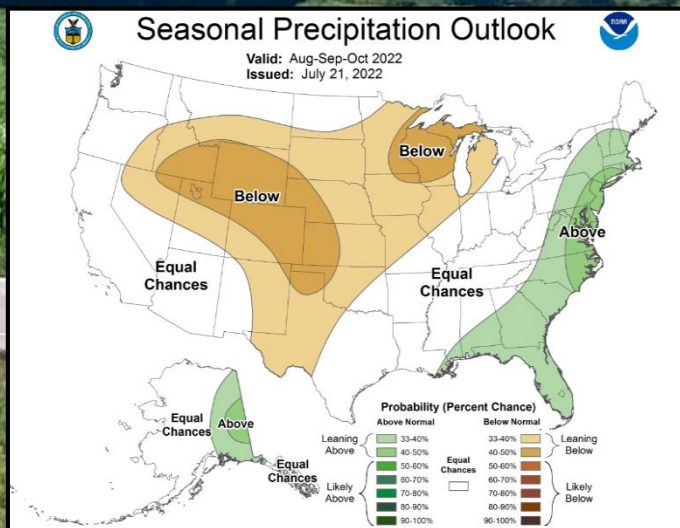 Seasonal Precipitation Outlook
NOAA
Valid: Aug-Sep-Oct 2022
Issued: July 21, 2022
Below
Below
Above
Equal
Chances
Equal
Chances
Equal
Chances
Above
Equal
Chances
Probability (Percent Chance)
Above Normal Below Normal
Leaning Above 33-40% 33-40% Leaning Below
40-50% 40-50%
Equal Chances
Likely Above 50-60% 50-60% Likely Below
60-70% 60-70%
70-80% 70-80%
80-90% 80-90%
90-100% 90-100%